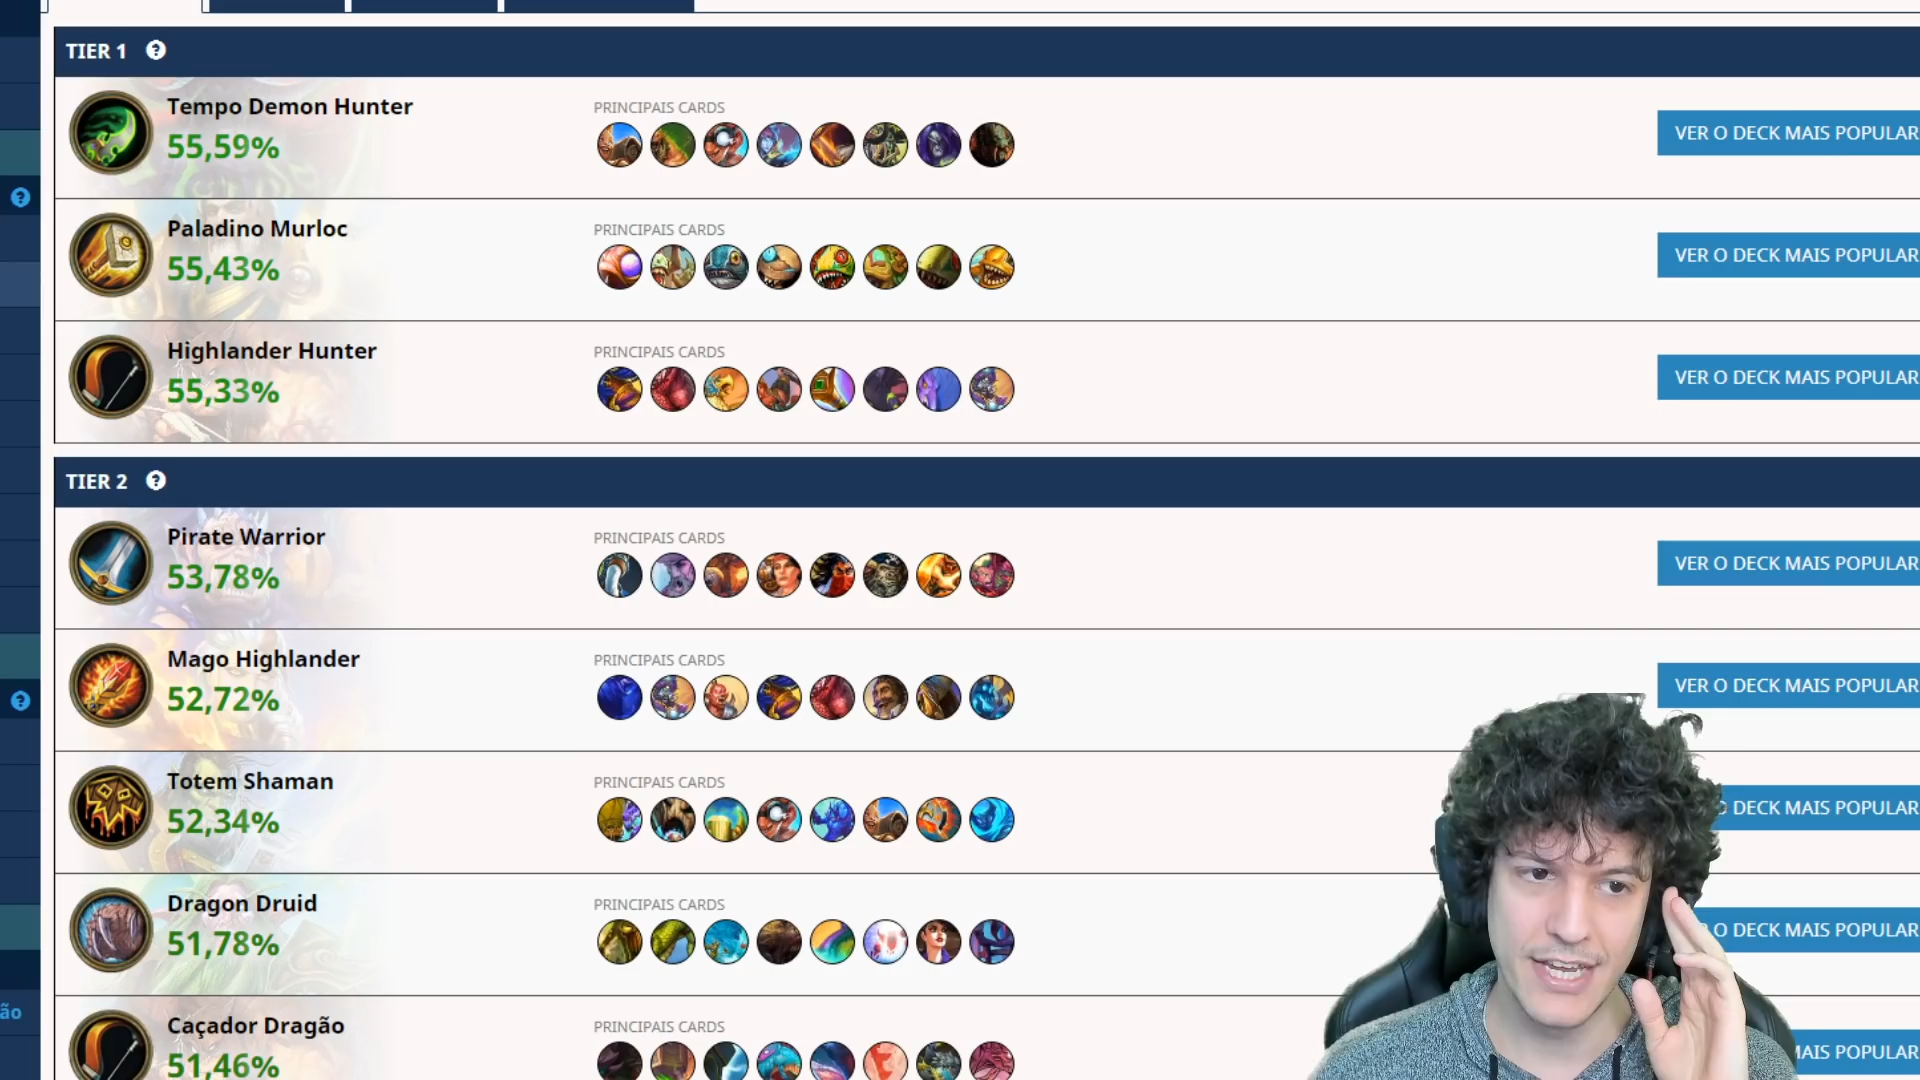 TIER 1 ?
Tempo Demon Hunter
55,59%
PRINCIPAIS CARDS
VER O DECK MAIS POPULAR
?
Paladino Murloc
55,43%
PRINCIPAIS CARDS
VER O DECK MAIS POPULAR
Highlander Hunter
55,33%
PRINCIPAIS CARDS
VER O DECK MAIS POPULAR
TIER 2 ?
Pirate Warrior
53,78%
PRINCIPAIS CARDS
VER O DECK MAIS POPULAR
Mago Highlander
52,72%
PRINCIPAIS CARDS
VER O DECK MAIS POPULAR
?
Totem Shaman
52,34%
PRINCIPAIS CARDS
DECK MAIS POPULAR
Dragon Druid
51,78%
PRINCIPAIS CARDS
O DECK MAIS POPULAR
ão
Caçador Dragão
51,46%
PRINCIPAIS CARDS
MAIS POPULAR